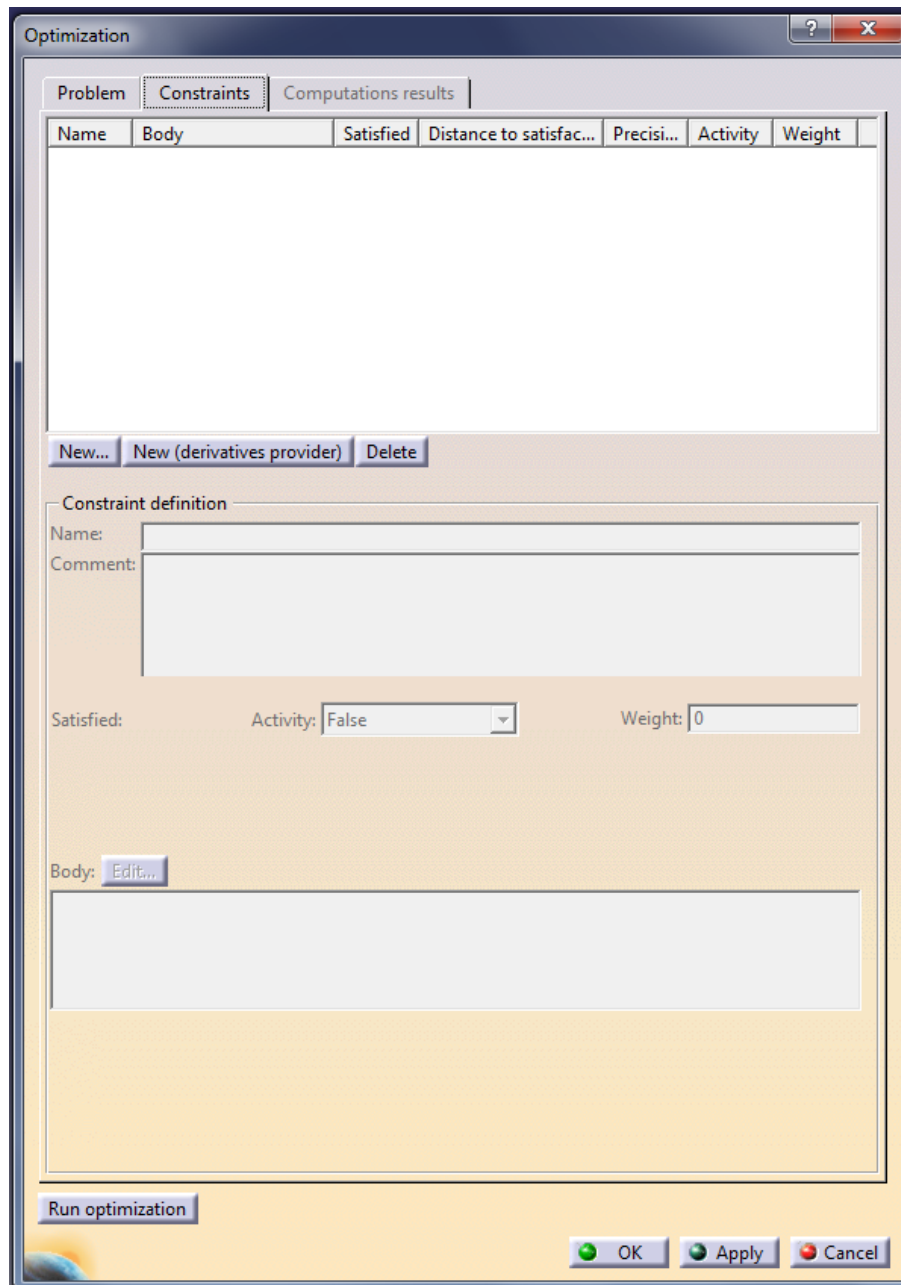 Optimization
Problem Constraints Computations results
Name Body Satisfied Distance to satisfac... Precisi... Activity Weight
New... New (derivatives provider) Delete
Constraint definition
Name:
Comment:
Satisfied: Activity: False Weight: 0
Body: Edit...
Run optimization
OK Apply Cancel